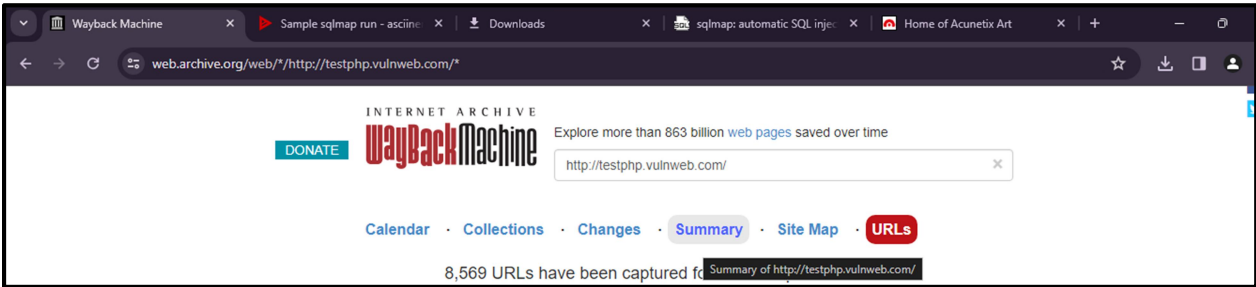 Wayback Machine
Sample sqlmap run - asciine
Downloads
sqlmap: automatic SQL injec
Home of Acunetix Art
web.archive.org/web/*/http://testphp.vulnweb.com/*
INTERNET ARCHIVE
WayBackMachine
DONATE
Explore more than 863 billion web pages saved over time
http://testphp.vulnweb.com/
Calendar · Collections · Changes · Summary · Site Map · URLs
8,569 URLs have been captured
Summary of http://testphp.vulnweb.com/